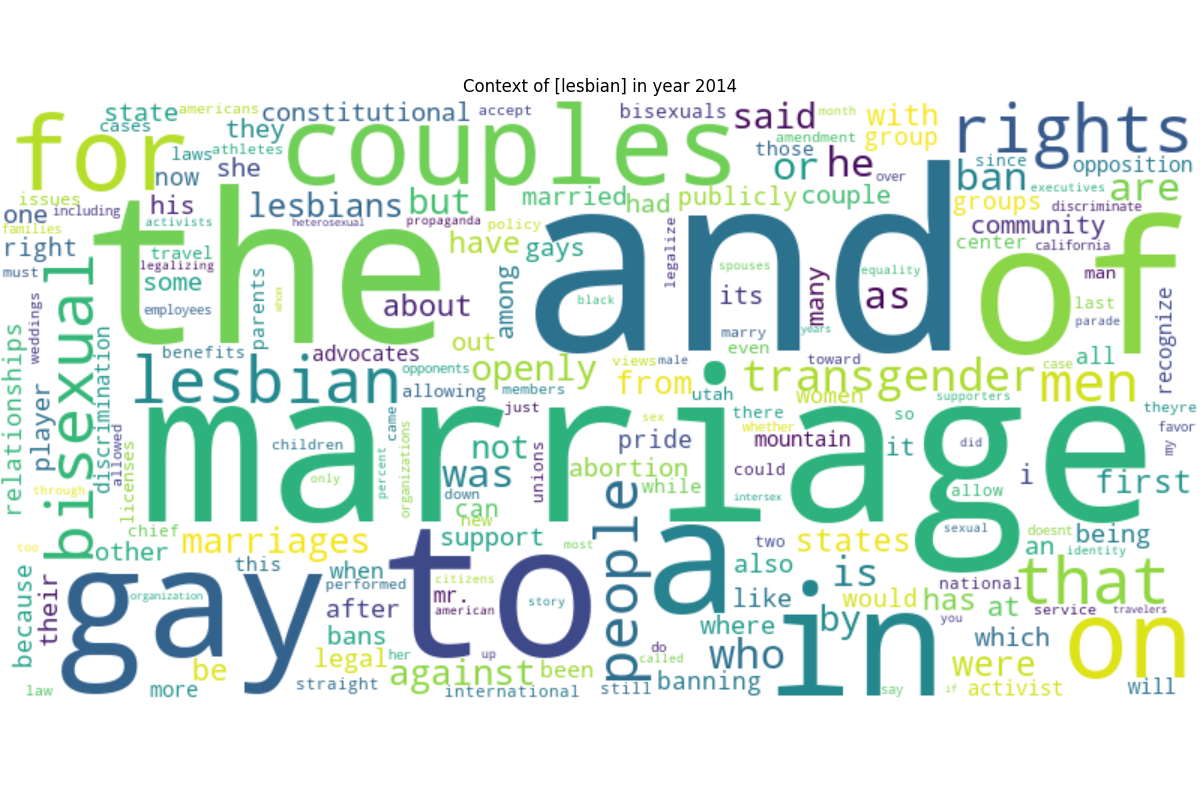 Context of [lesbian] in year 2014
state americans constitutional accept bisexuals said month with rights
for cases they couples amendment group
laws athletes those or he since opposition
now she over ban executives are
issues his lesbians but married had publicly couple groups discriminate
one including activists heterosexual propaganda policy community
families right travel the have gays legalize and of center california
must legalizing some parents whom about among spouses its many equality as man last
weddings employees black marry years parade recognize
relationships bisexual benefits advocates out even toward case all
discrimination lesbian opponents openly views male from transgender men
player allowing members utah women supporters
allowed marriage came just sex there whether so theyre
children not pride mountain it did favor my
licenses only percent organizations was unions abortion could i first
through down can while intersex allow
chief new people sexual doesnt being
too other marriages support most a two states an identity
because this when to citizens also is national that
their gay organization performed mr. story like would has at service travelers
after american where by you which on
bans up do who in were
be legal her against been called
law more straight international still banning say if activist will